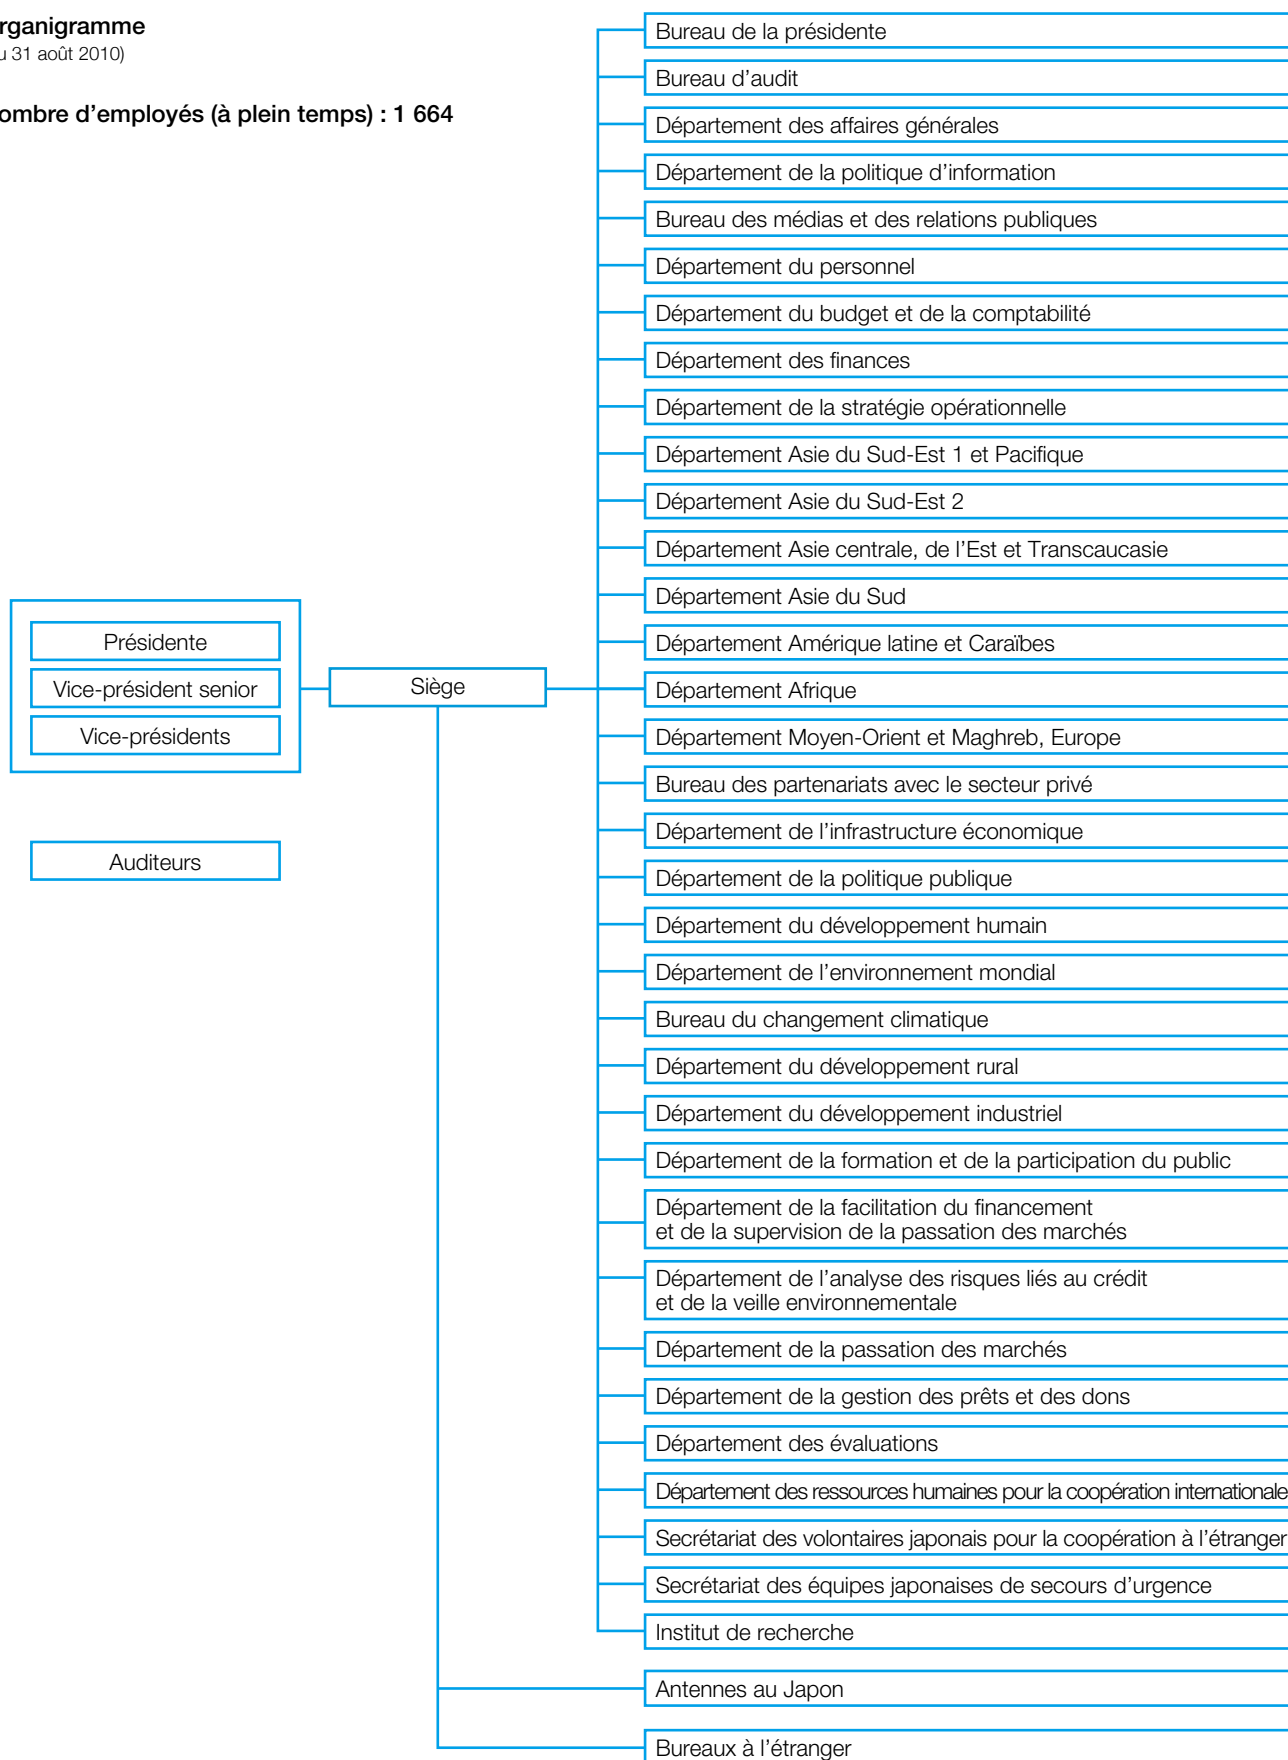 rganigramme
u 31 août 2010)
ombre d’employés (à plein temps) : 1 664
Présidente
Vice-président senior
Vice-présidents
Auditeurs
Siège
Bureau de la présidente
Bureau d’audit
Département des affaires générales
Département de la politique d’information
Bureau des médias et des relations publiques
Département du personnel
Département du budget et de la comptabilité
Département des finances
Département de la stratégie opérationnelle
Département Asie du Sud-Est 1 et Pacifique
Département Asie du Sud-Est 2
Département Asie centrale, de l’Est et Transcaucasie
Département Asie du Sud
Département Amérique latine et Caraïbes
Département Afrique
Département Moyen-Orient et Maghreb, Europe
Bureau des partenariats avec le secteur privé
Département de l’infrastructure économique
Département de la politique publique
Département du développement humain
Département de l’environnement mondial
Bureau du changement climatique
Département du développement rural
Département du développement industriel
Département de la formation et de la participation du public
Département de la facilitation du financement
et de la supervision de la passation des marchés
Département de l’analyse des risques liés au crédit
et de la veille environnementale
Département de la passation des marchés
Département de la gestion des prêts et des dons
Département des évaluations
Département des ressources humaines pour la coopération internationale
Secrétariat des volontaires japonais pour la coopération à l’étranger
Secrétariat des équipes japonaises de secours d’urgence
Institut de recherche
Antennes au Japon
Bureaux à l’étranger